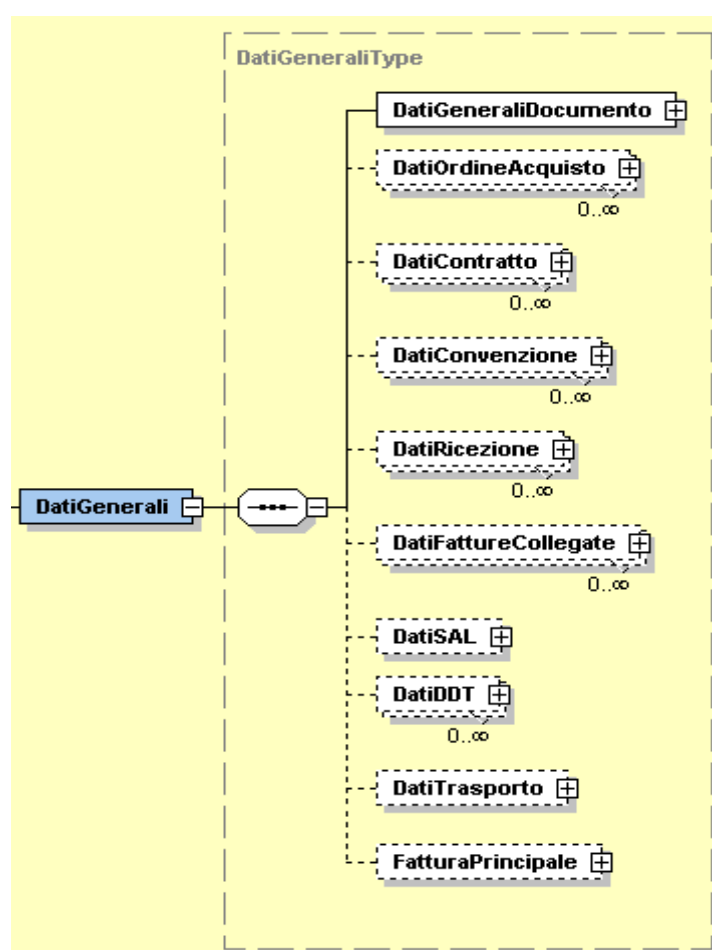 DatiGeneraliType
DatiGeneraliDocumento
DatiOrdineAcquisto
0..∞
DatiContratto
0..∞
DatiConvenzione
0..∞
DatiRicezione
0..∞
DatiGenerali
DatiFattureCollegate
0..∞
DatiSAL
DatiDDT
0..∞
DatiTrasporto
FatturaPrincipale